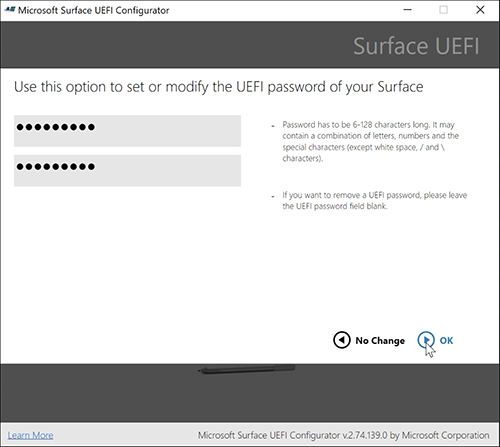 Microsoft Surface UEFI Configurator
Surface UEFI
Use this option to set or modify the UEFI password of your Surface
●●●●●●●●●
●●●●●●●●●
- Password has to be 6-128 characters long. It may
contain a combination of letters, numbers and the
special characters (except white space, / and \
characters).
- If you want to remove a UEFI password, please leave
the UEFI password field blank.
No Change
OK
Learn More
Microsoft Surface UEFI Configurator v.2.74.139.0 by Microsoft Corporation